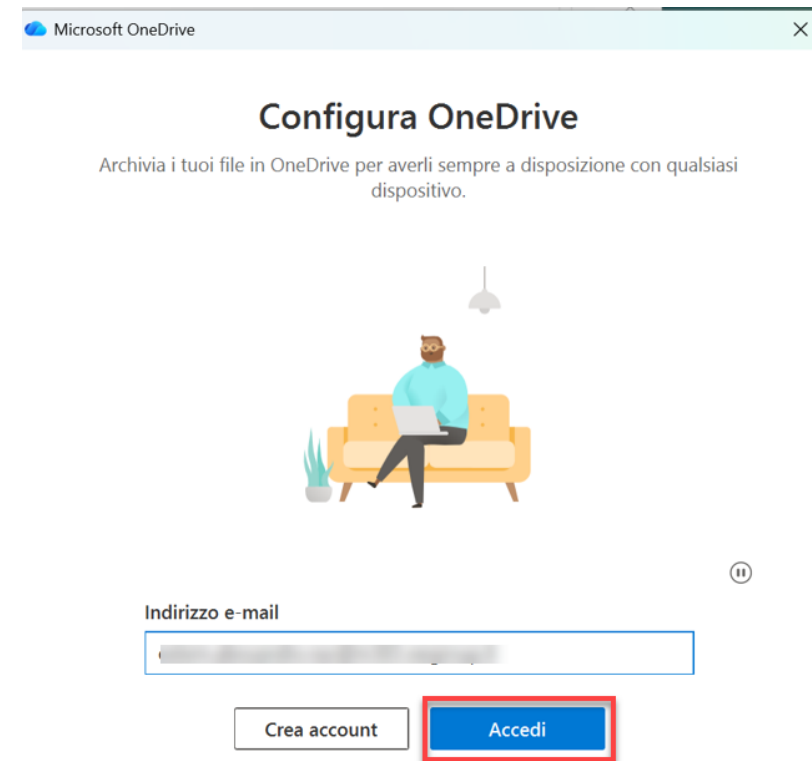 Microsoft OneDrive
Configura OneDrive
Archivia i tuoi file in OneDrive per averli sempre a disposizione con qualsiasi
dispositivo.
Indirizzo e-mail
Crea account
Accedi